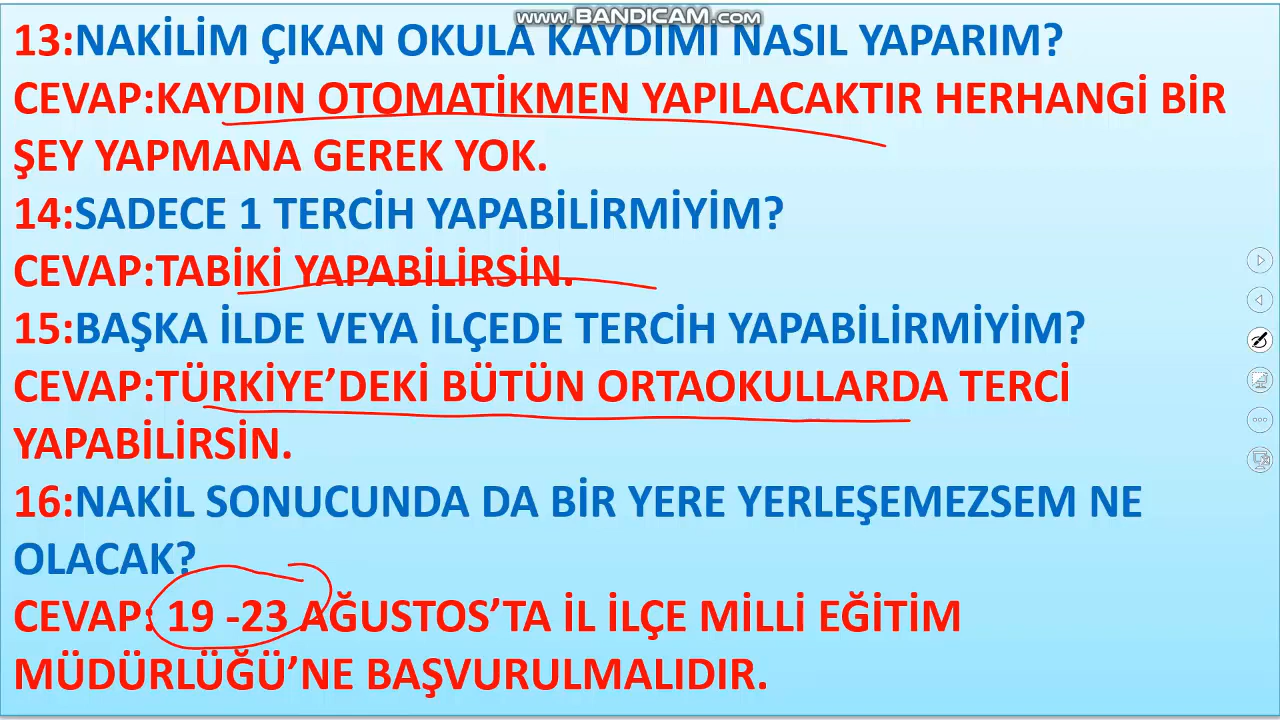 www.BANDICAM.com
13:NAKİLİM ÇIKAN OKULA KAYDIMI NASIL YAPARIM?
CEVAP:KAYDIN OTOMATİKMEN YAPILACAKTIR HERHANGİ BİR
ŞEY YAPMANA GEREK YOK.
14:SADECE 1 TERCİH YAPABİLİRMİYİM?
CEVAP:TABİKİ YAPABİLİRSİN.
15:BAŞKA İLDE VEYA İLÇEDE TERCİH YAPABİLİRMİYİM?
CEVAP:TÜRKİYE’DEKİ BÜTÜN ORTAOKULLARDA TERCİ
YAPABİLİRSİN.
16:NAKİL SONUCUNDA DA BİR YERE YERLEŞEMEZSEM NE
OLACAK?
CEVAP: 19 -23 AĞUSTOS’TA İL İLÇE MİLLİ EĞİTİM
MÜDÜRLÜĞÜ’NE BAŞVURULMALIDIR.